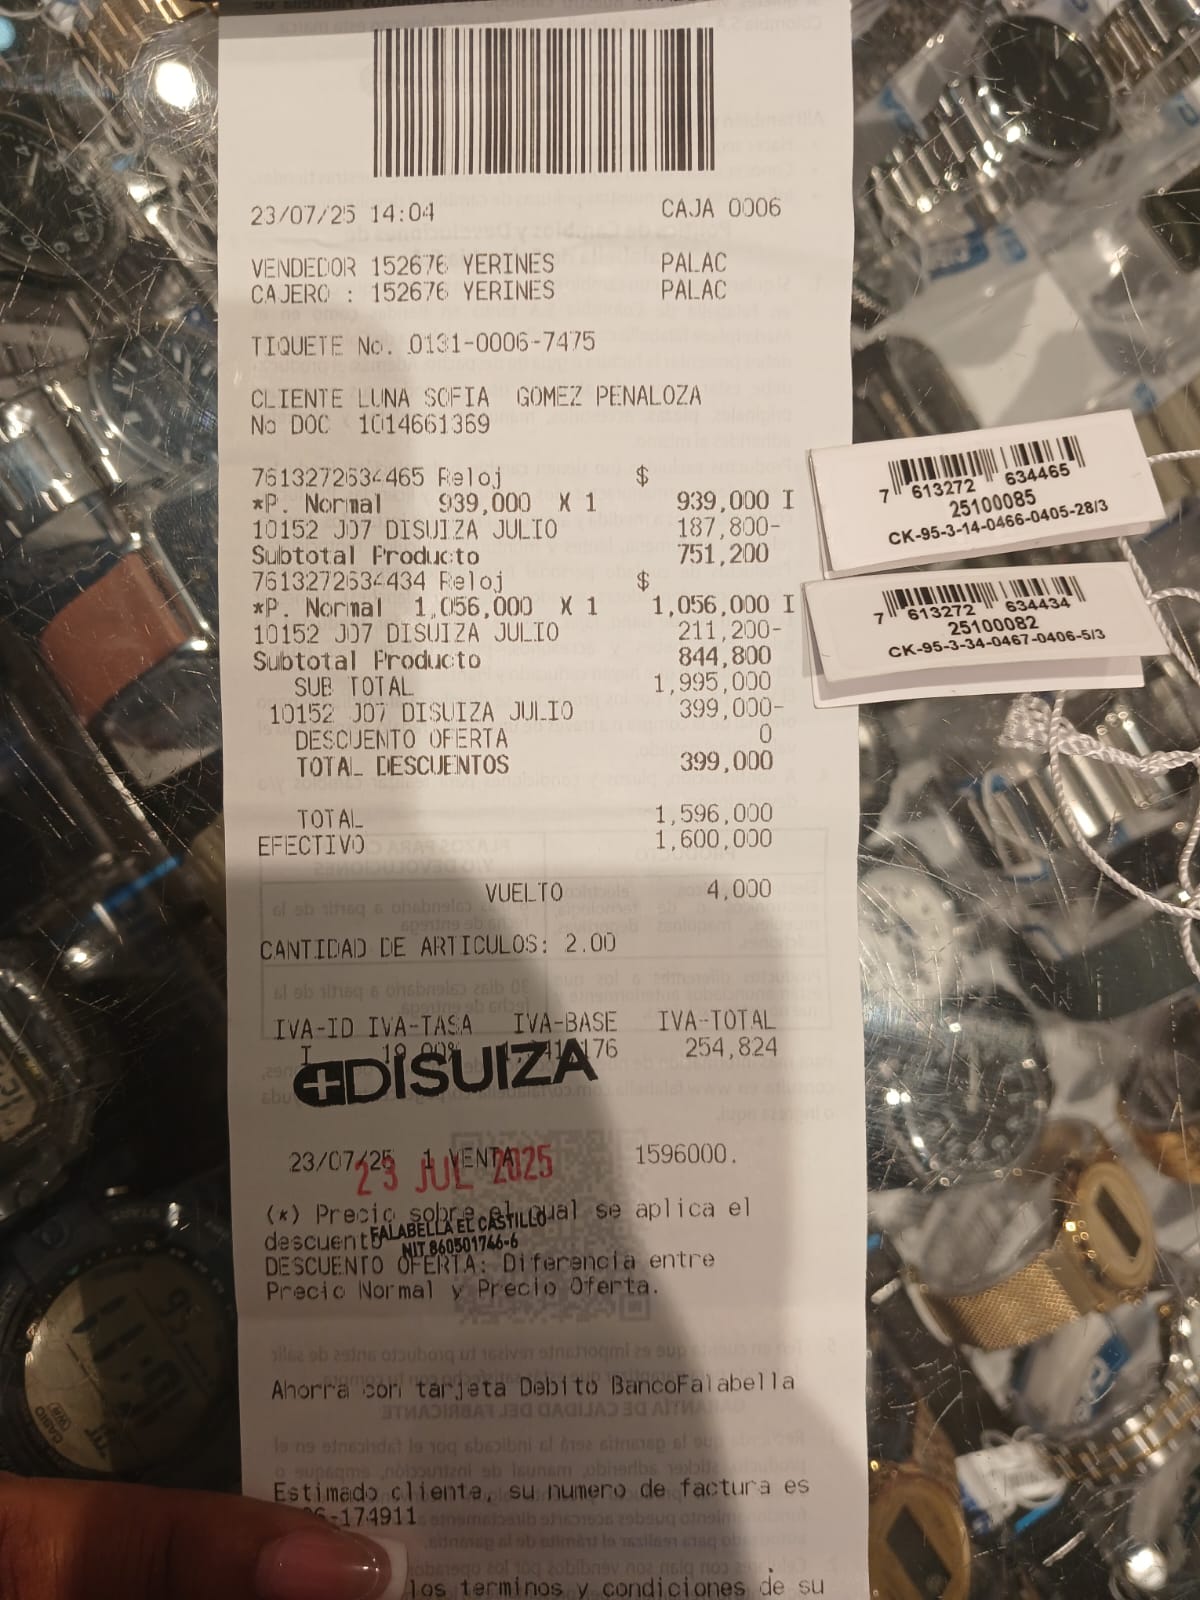 23/07/25 14:04 CAJA 0006
VENDEDOR 152676 YERINES PALAC
CAJERO : 152676 YERINES PALAC
TIQUETE No. 0131-0006-7475
CLIENTE LUNA SOFIA GOMEZ PENALOZA
No DOC 1014661369
7613272634465 Reloj $
*P. Normal 939,000 X 1 939,000 I
10152 J07 DISUIZA JULIO 187,800-
Subtotal Producto 751,200
7613272634434 Reloj $
*P. Normal 1,056,000 X 1 1,056,000 I
10152 J07 DISUIZA JULIO 211,200-
Subtotal Producto 844,800
SUB TOTAL 1,995,000
10152 J07 DISUIZA JULIO 399,000-
DESCUENTO OFERTA 0
TOTAL DESCUENTOS 399,000
TOTAL 1,596,000
EFECTIVO 1,600,000
VUELTO 4,000
CANTIDAD DE ARTICULOS: 2.00
IVA-ID IVA-TASA IVA-BASE IVA-TOTAL
I 19.00% 254,824
DISUIZA
23/07/25 1 VENTA 1596000.
23 JUL 2025
(*) Precio sobre el cual se aplica el
descuento
FALABELLA EL CASTILLO
NIT 860501746-6
DESCUENTO OFERTA: Diferencia entre
Precio Normal y Precio Oferta.
Ahorra con tarjeta Debito BancoFalabella
Estimado cliente, su numero de factura es
-174911
los terminos y condiciones de su
7 613272 634465
25100085
CK-95-3-14-0466-0405-28/3
7 613272 634434
25100082
CK-95-3-34-0467-0406-5/3